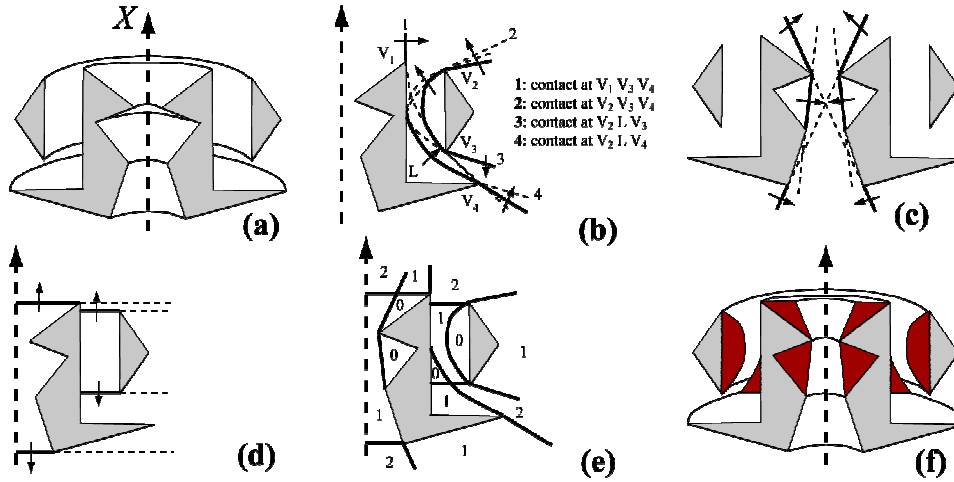 X
(a)
V1
V2
V3
V4
L
2
3
4
1: contact at V1 V3 V4
2: contact at V2 V3 V4
3: contact at V2 L V3
4: contact at V2 L V4
(b)
(c)
(d)
2 1 2
0 1
0 0 1
0
1 1 2
2 1
(e)
(f)